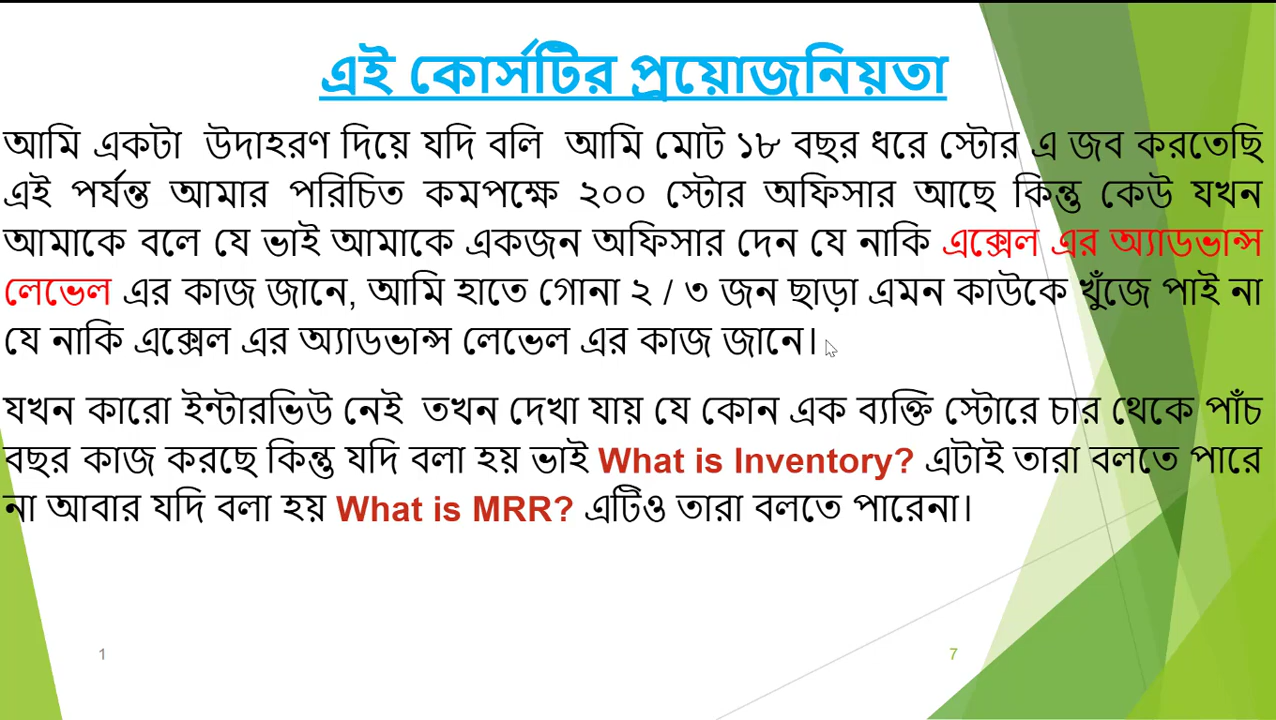 এই কোর্সটির প্রয়োজনিয়তা
আমি একটা উদাহরণ দিয়ে যদি বলি আমি মোট ১৮ বছর ধরে স্টোর এ জব করতেছি
এই পর্যন্ত আমার পরিচিত কমপক্ষে ২০০ স্টোর অফিসার আছে কিন্তু কেউ যখন
আমাকে বলে যে ভাই আমাকে একজন অফিসার দেন যে নাকি এক্সেল এর অ্যাডভান্স
লেভেল এর কাজ জানে, আমি হাতে গোনা ২ / ৩ জন ছাড়া এমন কাউকে খুঁজে পাই না
যে নাকি এক্সেল এর অ্যাডভান্স লেভেল এর কাজ জানে।
যখন কারো ইন্টারভিউ নেই তখন দেখা যায় যে কোন এক ব্যক্তি স্টোরে চার থেকে পাঁচ
বছর কাজ করছে কিন্তু যদি বলা হয় ভাই What is Inventory? এটাই তারা বলতে পারে
না আবার যদি বলা হয় What is MRR? এটিও তারা বলতে পারেনা।
1 7